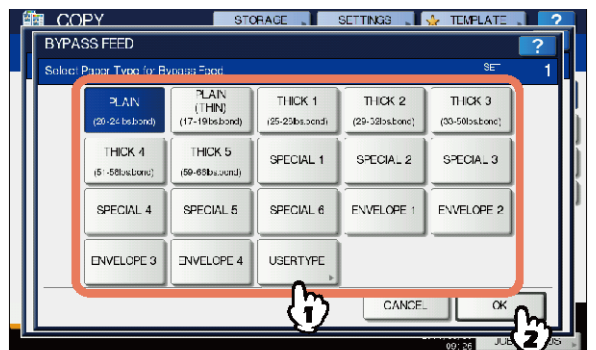 COPY STORAGE SETTINGS TEMPLATE ?
BYPASS FEED ?
Select Paper Type for Bypass Feed SET 1
PLAIN PLAIN THICK 1 THICK 2 THICK 3
(20-24lbs.bond) (THIN) (25-28lbs.bond) (29-32lbs.bond) (33-50lbs.bond)
(17-19lbs.bond)
THICK 4 THICK 5 SPECIAL 1 SPECIAL 2 SPECIAL 3
(51-58lbs.bond) (59-68lbs.bond)
SPECIAL 4 SPECIAL 5 SPECIAL 6 ENVELOPE 1 ENVELOPE 2
ENVELOPE 3 ENVELOPE 4 USERTYPE
1
CANCEL OK
2
09:26